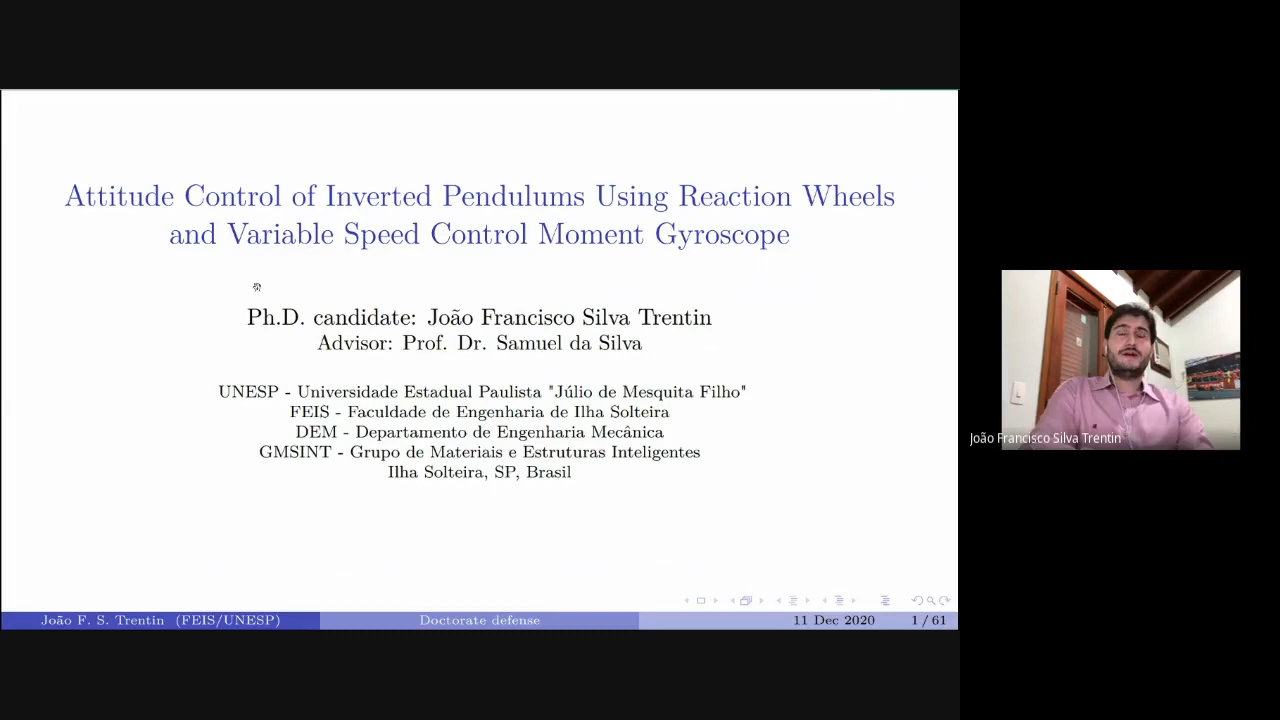 Attitude Control of Inverted Pendulums Using Reaction Wheels
and Variable Speed Control Moment Gyroscope
Ph.D. candidate: João Francisco Silva Trentin
Advisor: Prof. Dr. Samuel da Silva
UNESP - Universidade Estadual Paulista "Júlio de Mesquita Filho"
FEIS - Faculdade de Engenharia de Ilha Solteira
DEM - Departamento de Engenharia Mecânica
GMSINT - Grupo de Materiais e Estruturas Inteligentes
Ilha Solteira, SP, Brasil
João F. S. Trentin (FEIS/UNESP) Doctorate defense 11 Dec 2020 1 / 61
João Francisco Silva Trentin